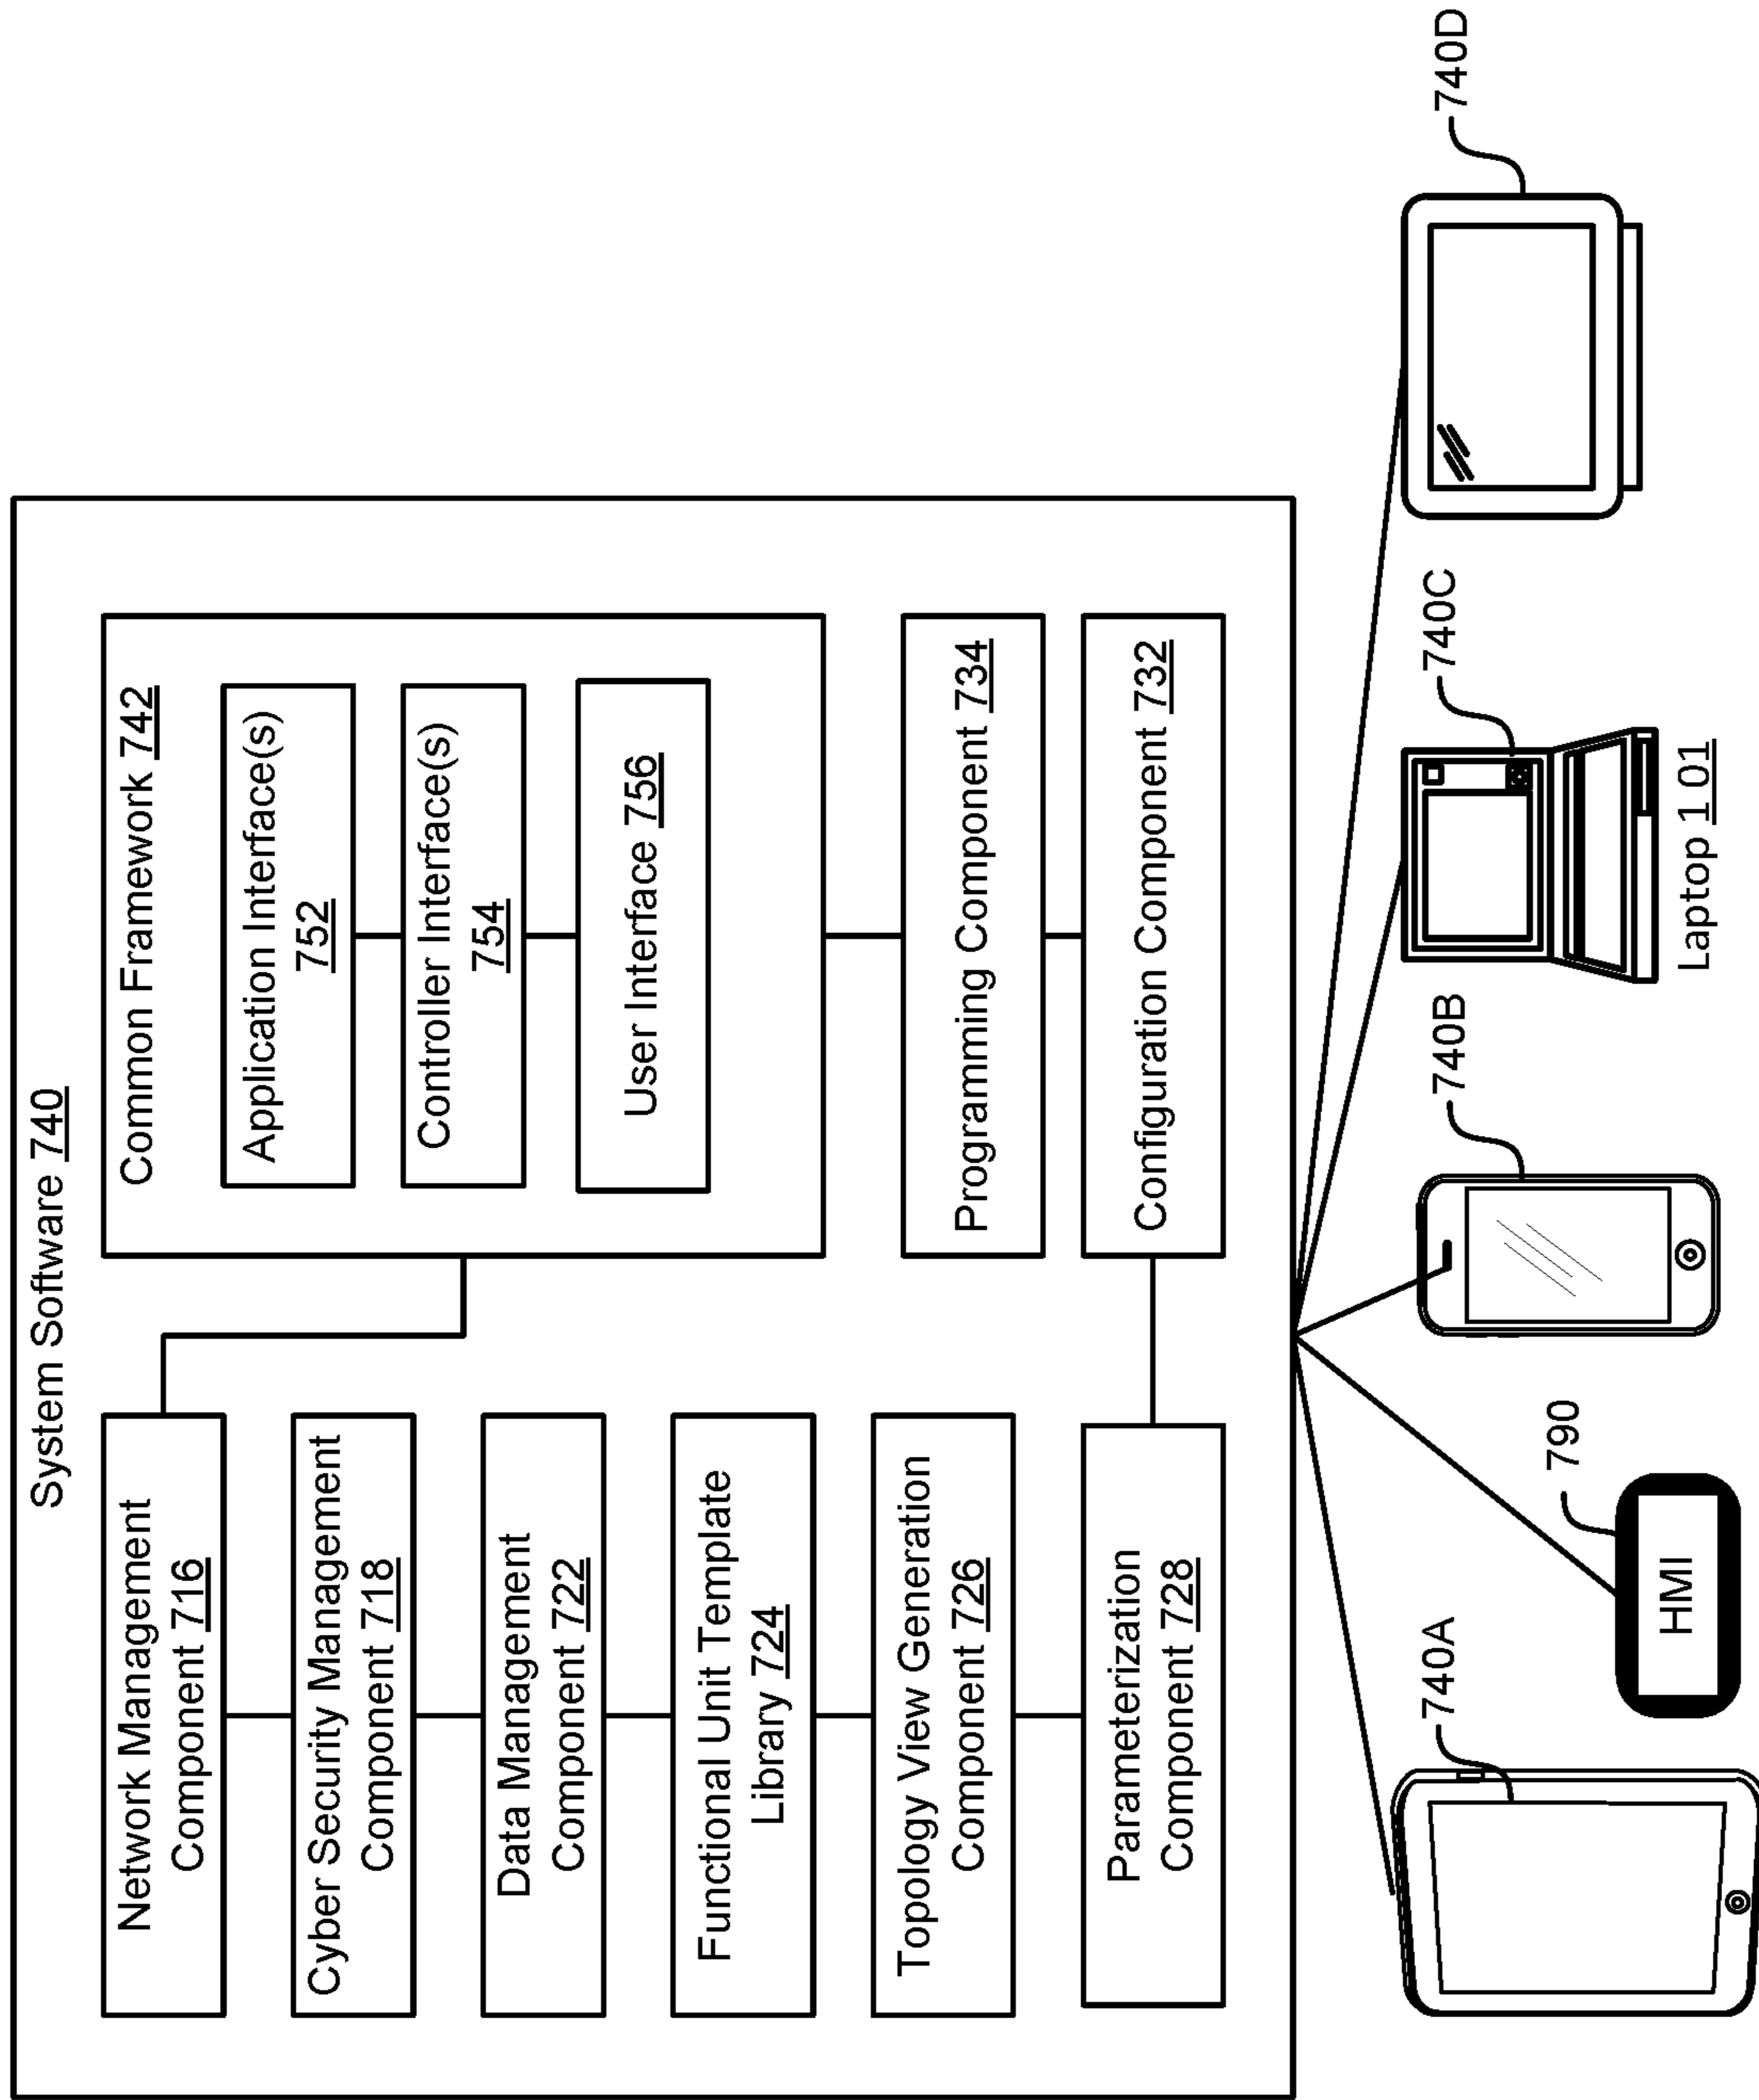 System Software 740
Network Management
Component 716
Cyber Security Management
Component 718
Data Management
Component 722
Functional Unit Template
Library 724
Topology View Generation
Component 726
Parameterization
Component 728
Common Framework 742
Application Interface(s)
752
Controller Interface(s)
754
User Interface 756
Programming Component 734
Configuration Component 732
740A
HMI
790
740B
740C
Laptop 1 01
740D